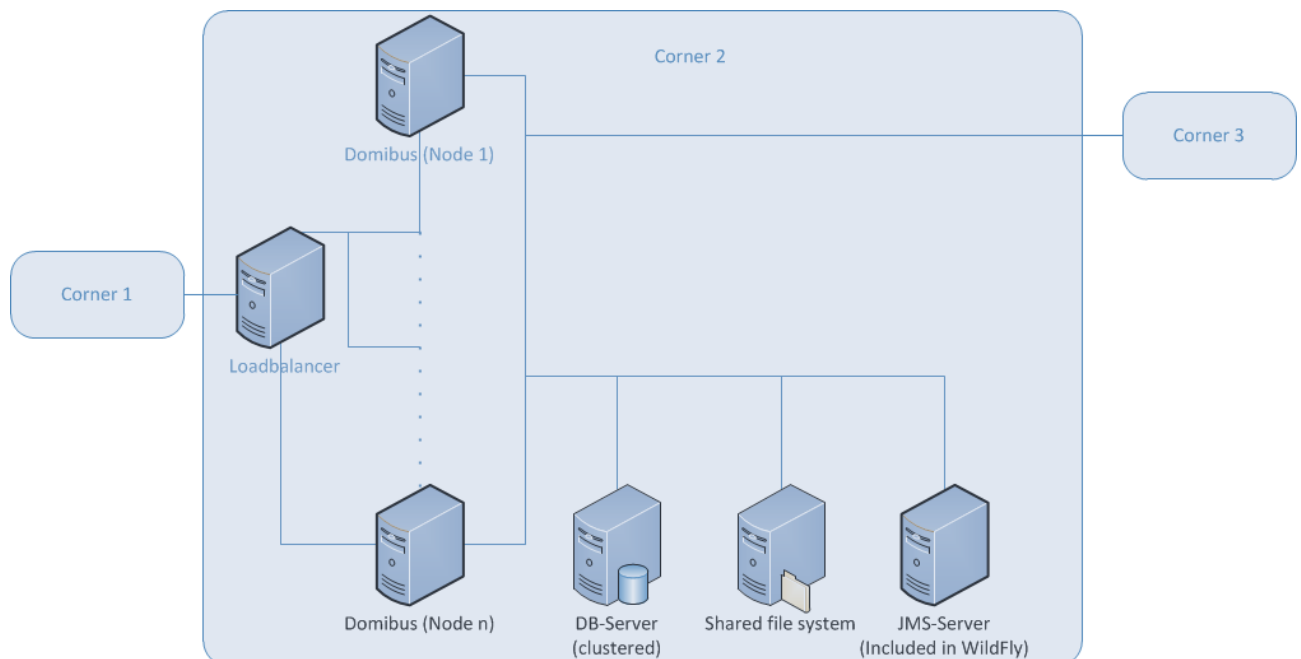 Corner 2
Corner 3
Domibus (Node 1)
Corner 1
Loadbalancer
Domibus (Node n)
DB-Server
(clustered)
Shared file system
JMS-Server
(Included in WildFly)